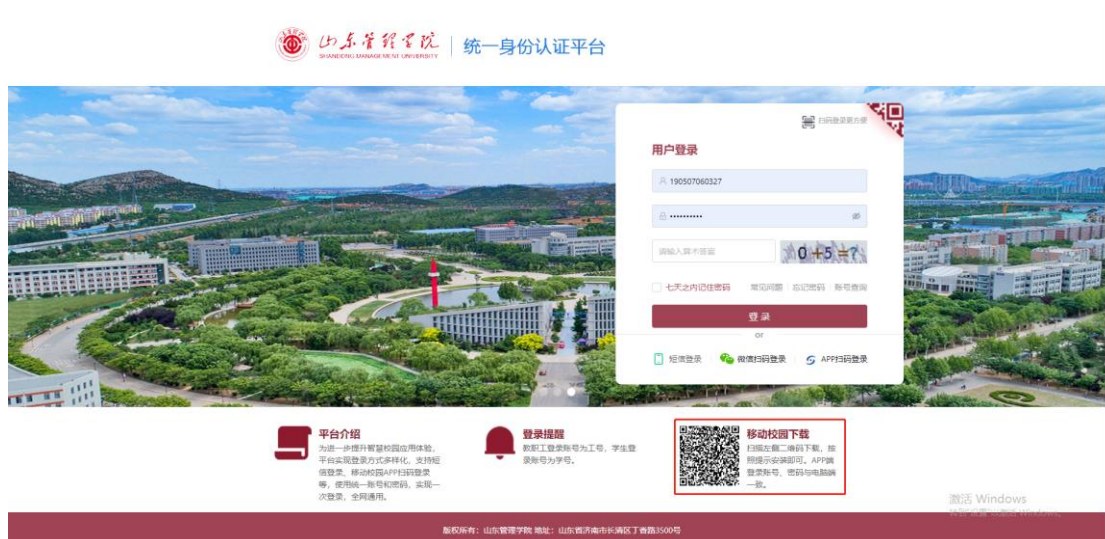 山东管理学院
SHANDONG MANAGEMENT UNIVERSITY
统一身份认证平台
扫码登录更方便
用户登录
190507060327
••••••••••
请输入算术答案
0+5=?
七天之内记住密码 常见问题 忘记密码 账号查询
登 录
or
短信登录 微信扫码登录 APP扫码登录
平台介绍
为进一步提升智慧校园应用体验,
平台实现登录方式多样化, 支持短
信登录、移动校园APP扫码登录
等, 使用统一账号和密码, 实现一
次登录, 全网通用。
登录提醒
教职工登录账号为工号, 学生登
录账号为学号。
移动校园下载
扫描左侧二维码下载, 按
照提示安装即可。APP端
登录账号、密码与电脑端
一致。
激活 Windows
版权所有: 山东管理学院 地址: 山东省济南市长清区丁香路3500号